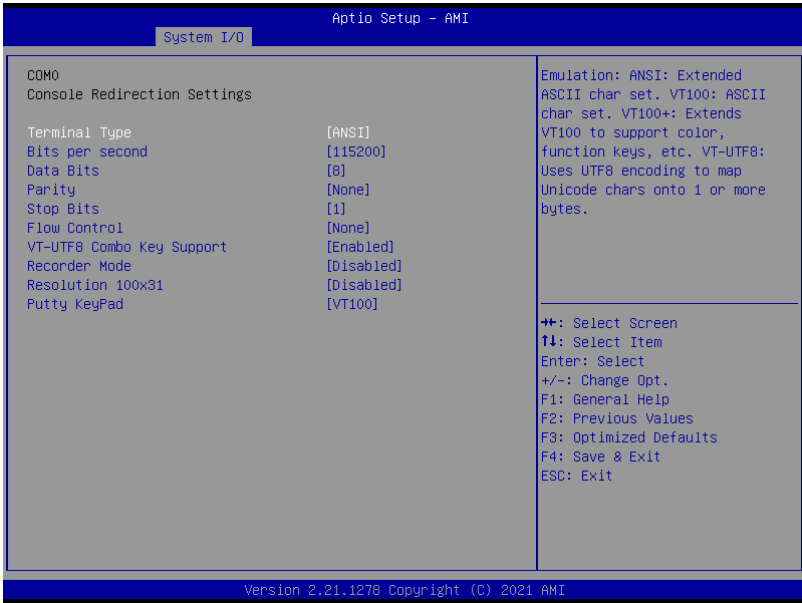 Aptio Setup – AMI
System I/O
COM0
Console Redirection Settings
Terminal Type [ANSI]
Bits per second [115200]
Data Bits [8]
Parity [None]
Stop Bits [1]
Flow Control [None]
VT-UTF8 Combo Key Support [Enabled]
Recorder Mode [Disabled]
Resolution 100x31 [Disabled]
Putty KeyPad [VT100]
Emulation: ANSI: Extended
ASCII char set. VT100: ASCII
char set. VT100+: Extends
VT100 to support color,
function keys, etc. VT-UTF8:
Uses UTF8 encoding to map
Unicode chars onto 1 or more
bytes.
→←: Select Screen
↑↓: Select Item
Enter: Select
+/-: Change Opt.
F1: General Help
F2: Previous Values
F3: Optimized Defaults
F4: Save & Exit
ESC: Exit
Version 2.21.1278 Copyright (C) 2021 AMI